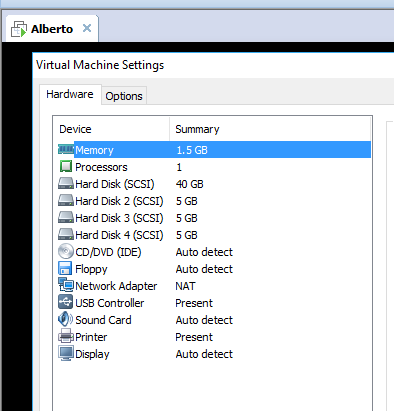 Alberto
Virtual Machine Settings
Hardware Options
Device Summary
Memory 1.5 GB
Processors 1
Hard Disk (SCSI) 40 GB
Hard Disk 2 (SCSI) 5 GB
Hard Disk 3 (SCSI) 5 GB
Hard Disk 4 (SCSI) 5 GB
CD/DVD (IDE) Auto detect
Floppy Auto detect
Network Adapter NAT
USB Controller Present
Sound Card Auto detect
Printer Present
Display Auto detect